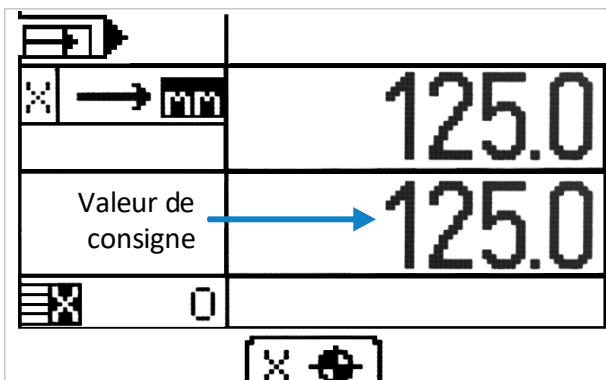 X → mm 125.0
Valeur de
consigne
125.0
X 0
X